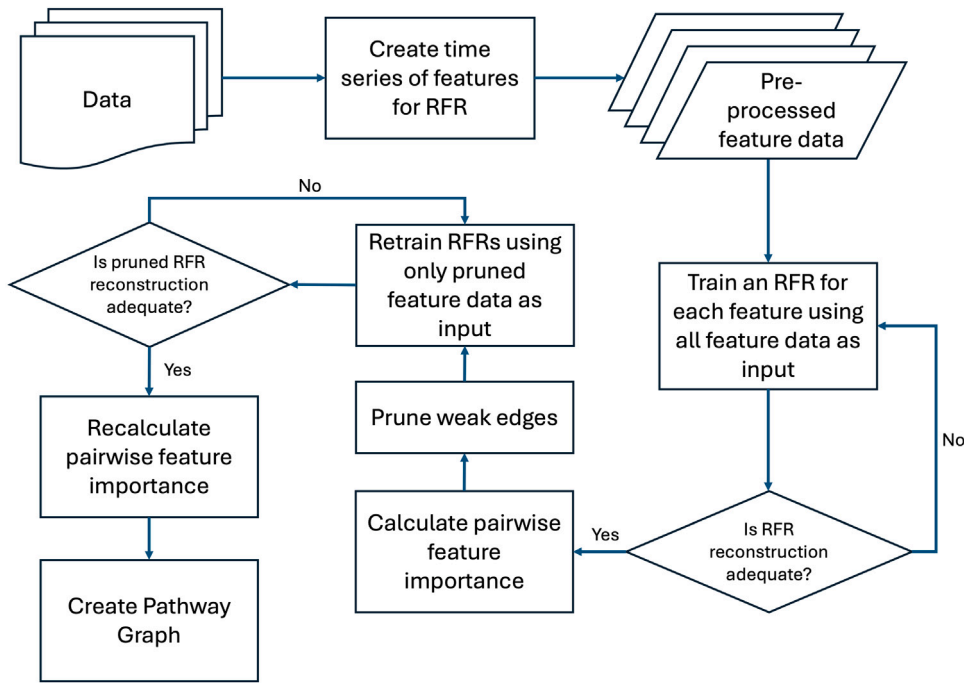 Data
Create time
series of features
for RFR
Pre-
processed
feature data
Train an RFR for
each feature using
all feature data as
input
No
Is RFR
reconstruction
adequate?
Yes
Calculate pairwise
feature
importance
Prune weak edges
Retrain RFRs using
only pruned
feature data as
input
No
Is pruned RFR
reconstruction
adequate?
Yes
Recalculate
pairwise feature
importance
Create Pathway
Graph